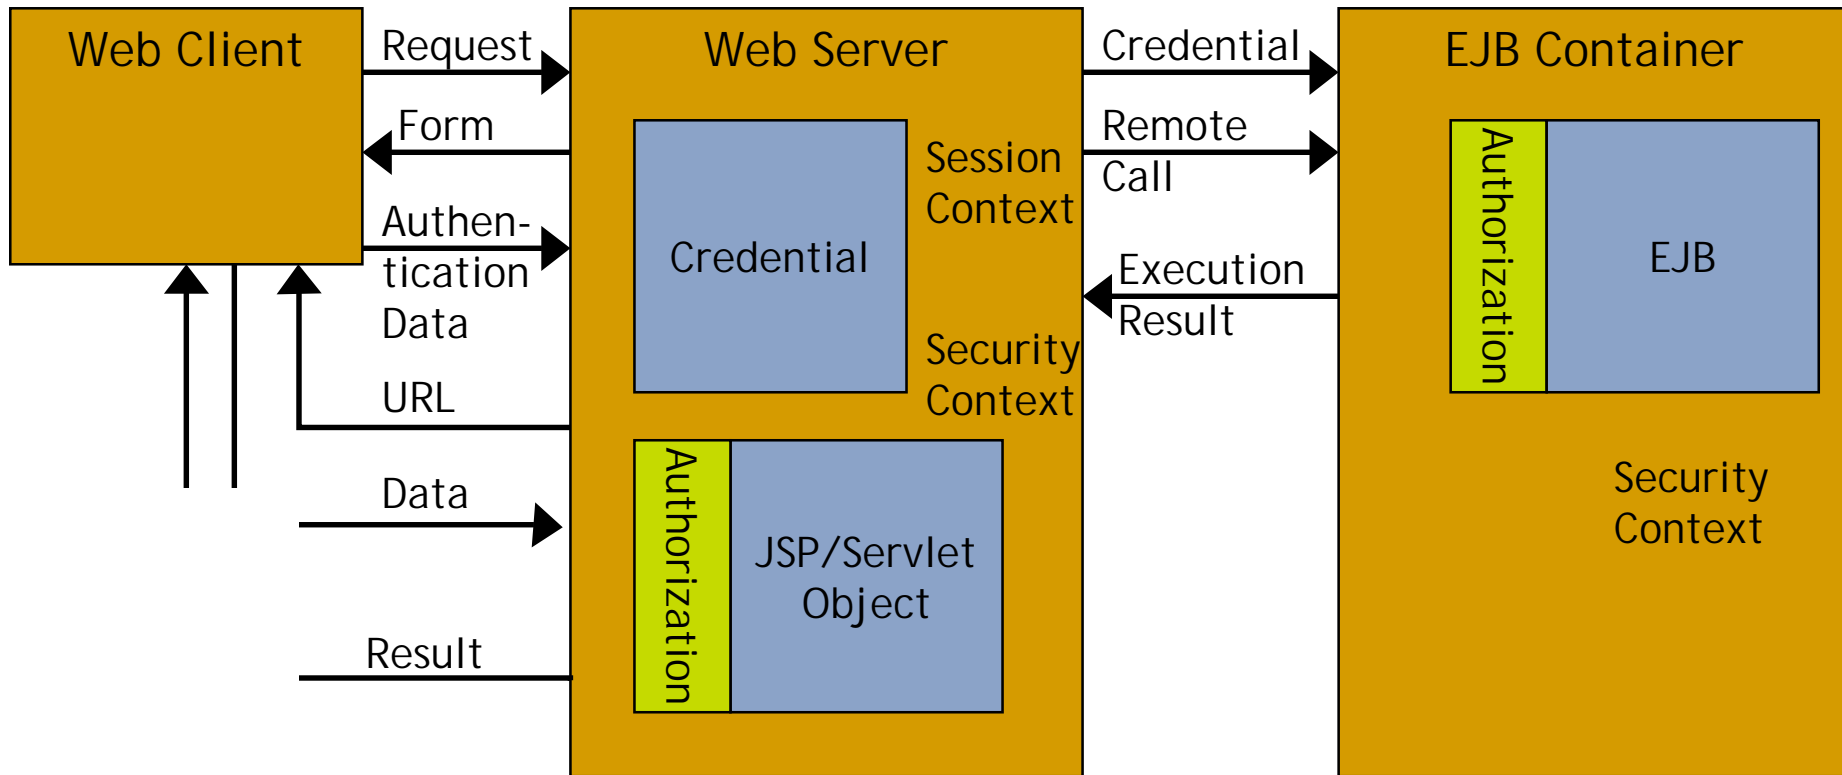 Web Client
Request
Form
Authen-
tication
Data
URL
Data
Result
Web Server
Credential
Session
Context
Security
Context
Authorization
JSP/Servlet
Object
Credential
Remote
Call
Execution
Result
EJB Container
Authorization
EJB
Security
Context